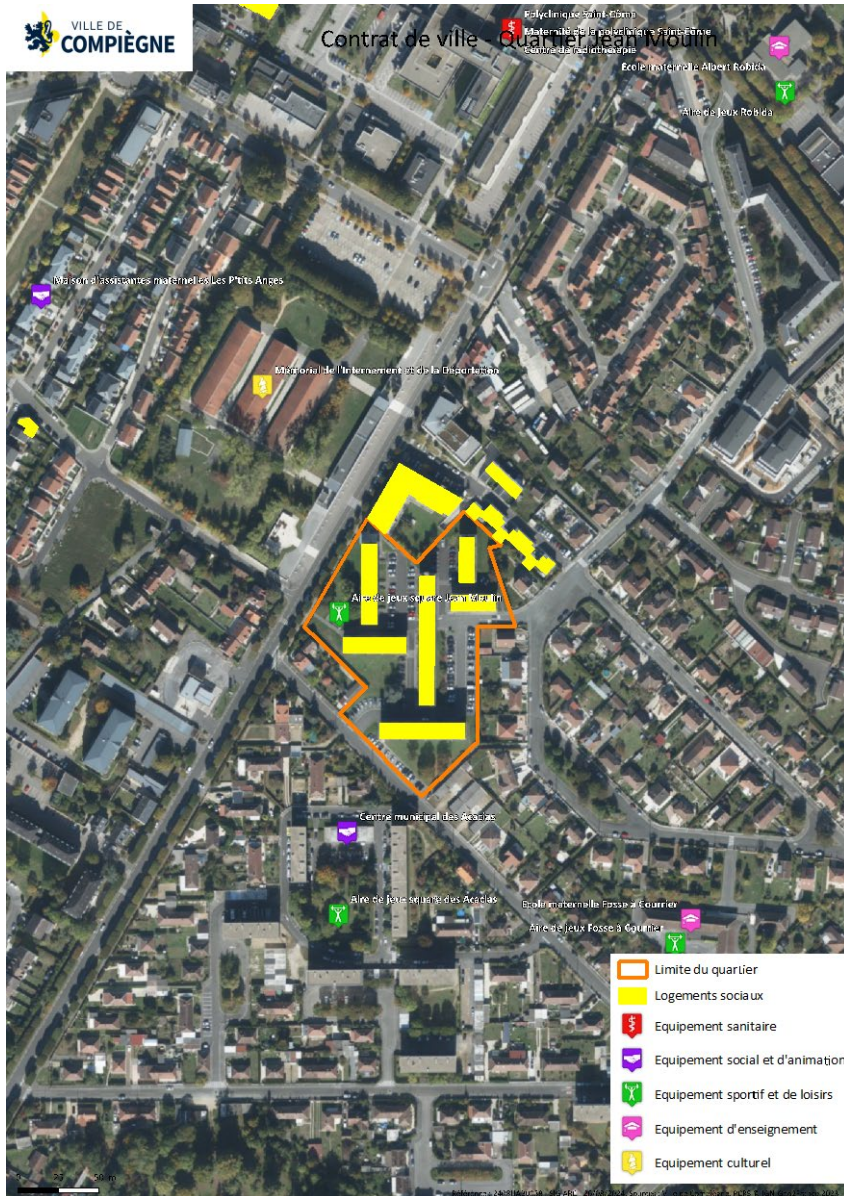 VILLE DE
COMPIÈGNE
Contrat de ville - Quartier Jean Moulin
Polyclinique Saint-Côme
Maternité de la polyclinique Saint-Côme
Centre de radiothérapie
Ecole maternelle Albert Robida
Aire de jeux Robida
Maison d'assistantes maternelles Les P'tits Anges
Mémorial de l'Internement et de la Déportation
Aire de jeux square Jean Moulin
Centre municipal des Acacias
Aire de jeux square des Acacias
Ecole maternelle Fosse à Courrier
Aire de jeux Fosse à Courrier
Limite du quartier
Logements sociaux
Equipement sanitaire
Equipement social et d'animation
Equipement sportif et de loisirs
Equipement d'enseignement
Equipement culturel